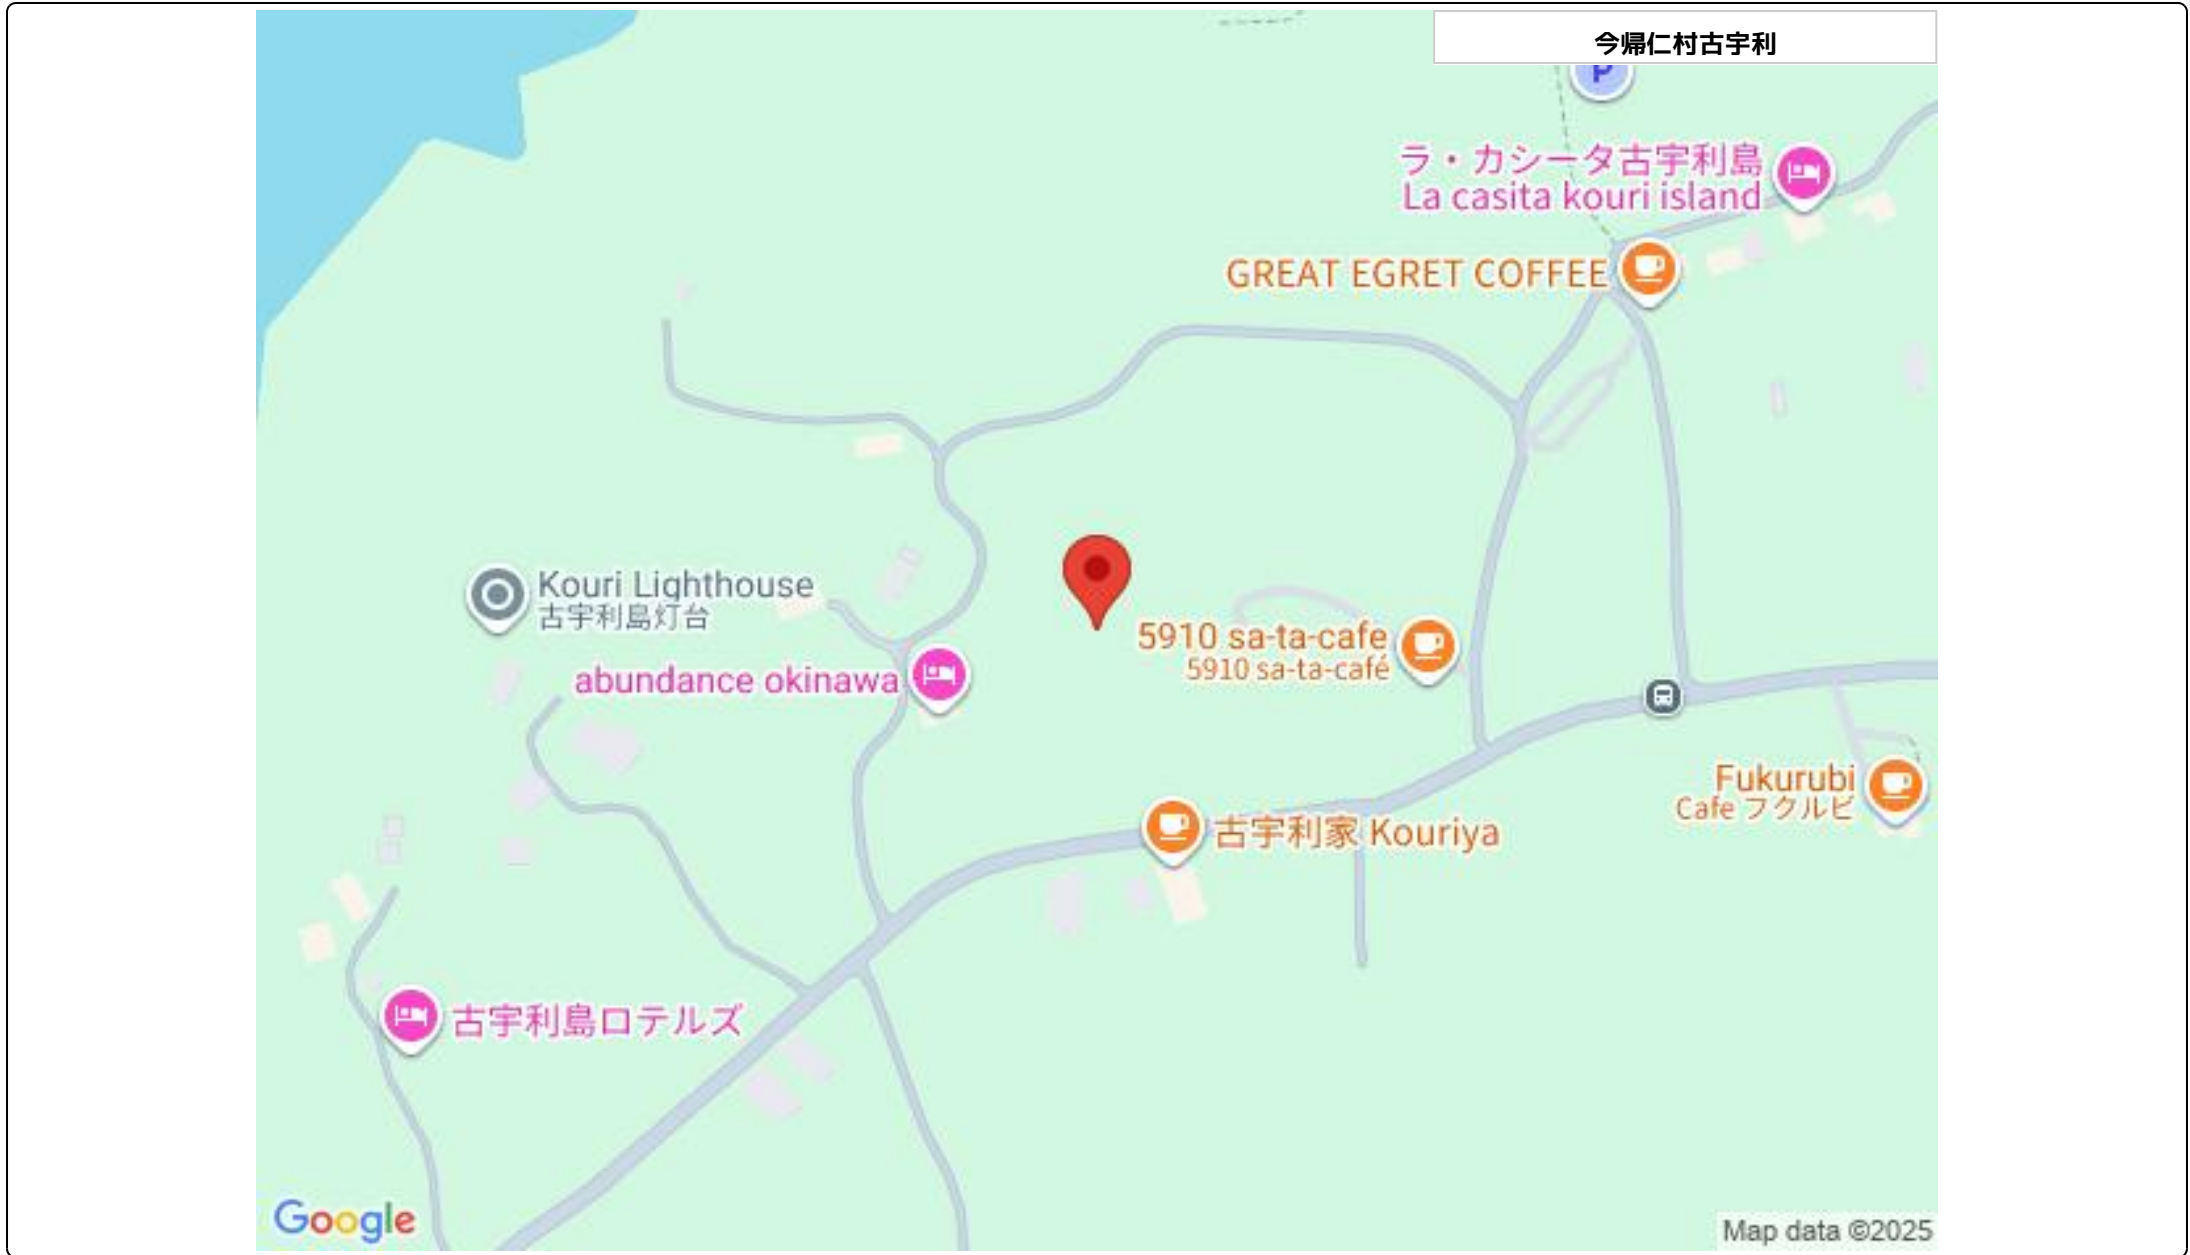 今帰仁村古宇利
P
ラ・カシータ古宇利島
La casita kouri island
GREAT EGRET COFFEE
Kouri Lighthouse
古宇利島灯台
5910 sa-ta-cafe
5910 sa-ta-café
abundance okinawa
Fukurubi
Cafe フクルビ
古宇利家 Kouriya
古宇利島ロテルズ
Google
Map data ©2025